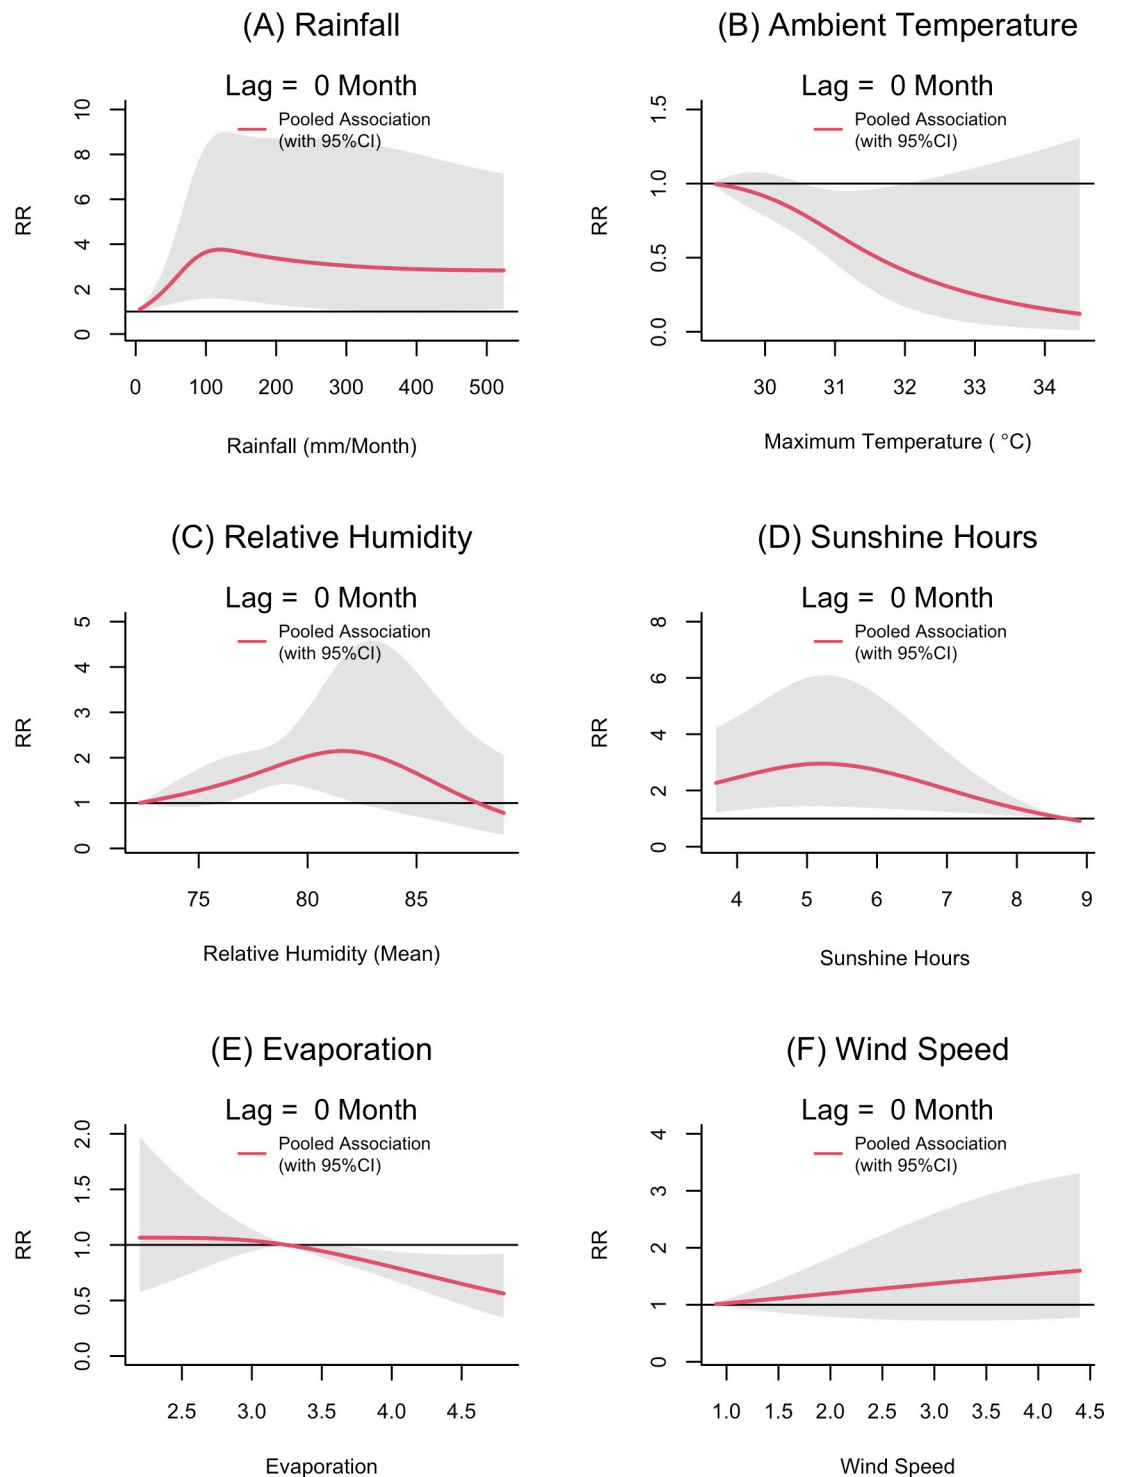 (A) Rainfall
Lag =  0 Month
Pooled Association
(with 95%CI)
RR
10
8
6
4
2
0
0 100 200 300 400 500
Rainfall (mm/Month)
(B) Ambient Temperature
Lag =  0 Month
Pooled Association
(with 95%CI)
RR
1.5
1.0
0.5
0.0
30 31 32 33 34
Maximum Temperature ( °C)
(C) Relative Humidity
Lag =  0 Month
Pooled Association
(with 95%CI)
RR
5
4
3
2
1
0
75 80 85
Relative Humidity (Mean)
(D) Sunshine Hours
Lag =  0 Month
Pooled Association
(with 95%CI)
RR
8
6
4
2
0
4 5 6 7 8 9
Sunshine Hours
(E) Evaporation
Lag =  0 Month
Pooled Association
(with 95%CI)
RR
2.0
1.5
1.0
0.5
0.0
2.5 3.0 3.5 4.0 4.5
Evaporation
(F) Wind Speed
Lag =  0 Month
Pooled Association
(with 95%CI)
RR
4
3
2
1
0
1.0 1.5 2.0 2.5 3.0 3.5 4.0 4.5
Wind Speed